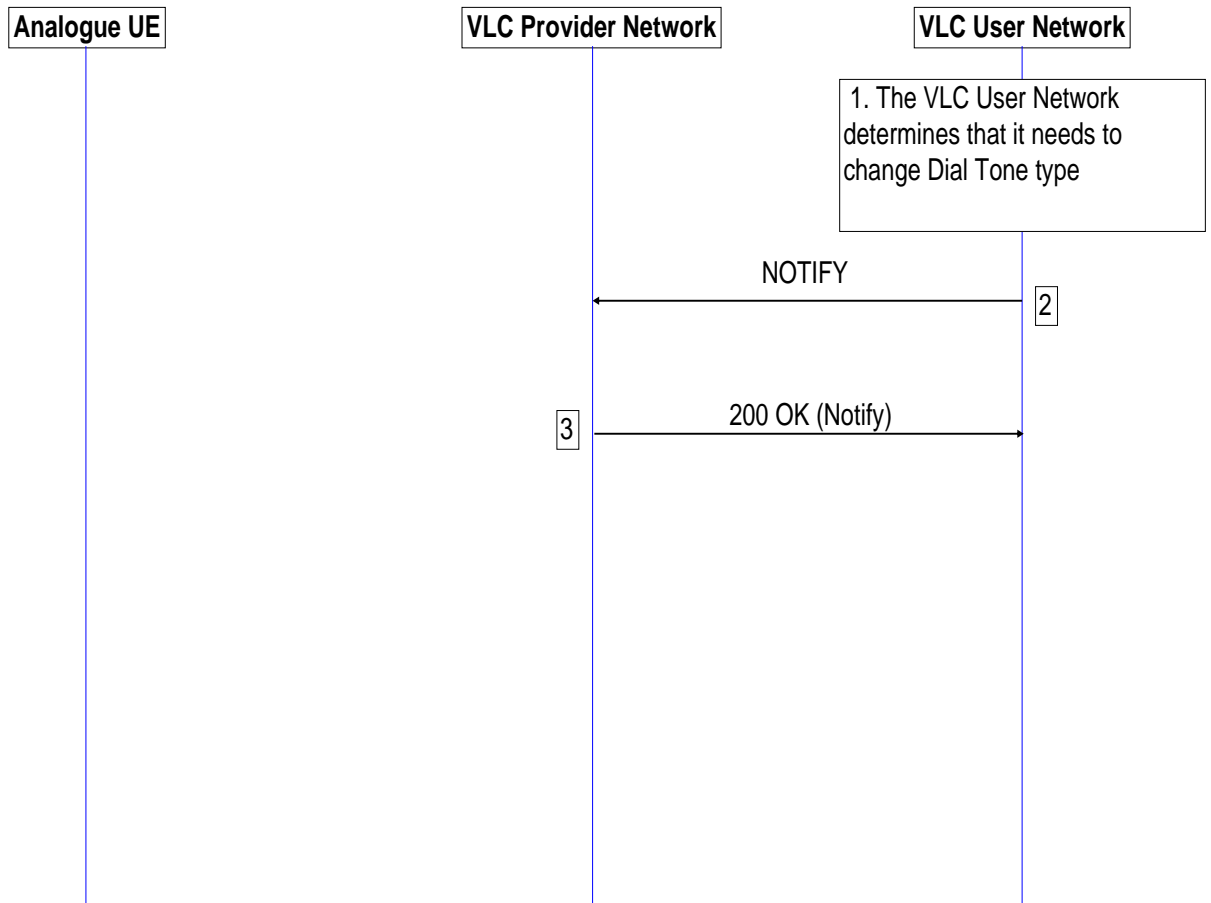 Analogue UE
VLC Provider Network
VLC User Network
1. The VLC User Network
determines that it needs to
change Dial Tone type
NOTIFY
2
3
200 OK (Notify)